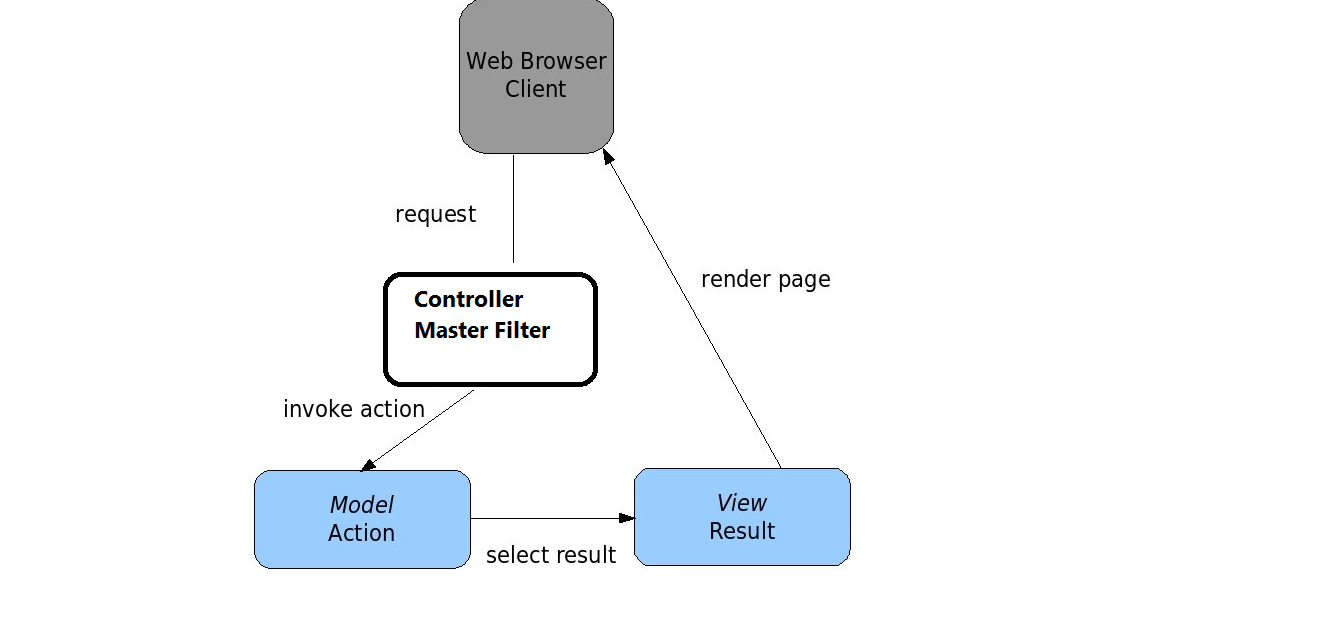 Web Browser
Client
request
render page
Controller
Master Filter
invoke action
Model
Action
View
Result
select result